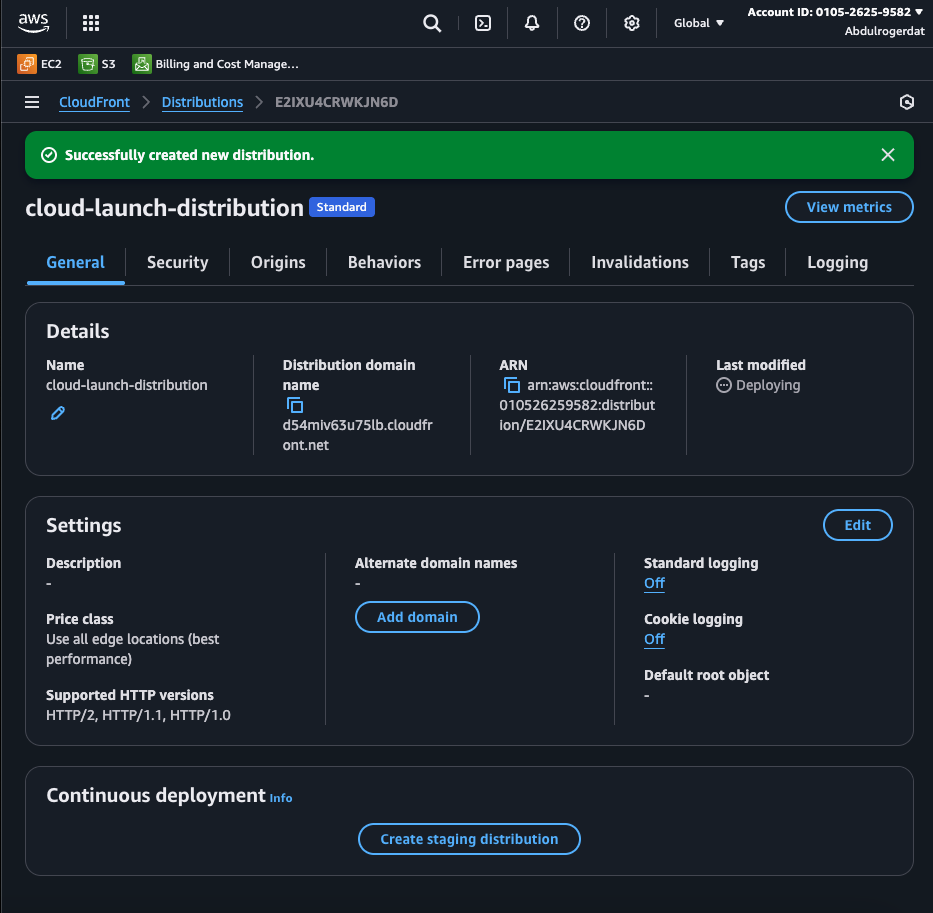 aws
Global
Account ID: 0105-2625-9582
Abdulrogerdat
EC2
S3
Billing and Cost Manage...
CloudFront
Distributions
E2IXU4CRWKJN6D
Successfully created new distribution.
cloud-launch-distribution
Standard
View metrics
General
Security
Origins
Behaviors
Error pages
Invalidations
Tags
Logging
Details
Name
cloud-launch-distribution
Distribution domain
name
d54miv63u75lb.cloudfr
ont.net
ARN
arn:aws:cloudfront::
010526259582:distribut
ion/E2IXU4CRWKJN6D
Last modified
Deploying
Settings
Edit
Description
-
Price class
Use all edge locations (best
performance)
Supported HTTP versions
HTTP/2, HTTP/1.1, HTTP/1.0
Alternate domain names
-
Add domain
Standard logging
Off
Cookie logging
Off
Default root object
-
Continuous deployment Info
Create staging distribution